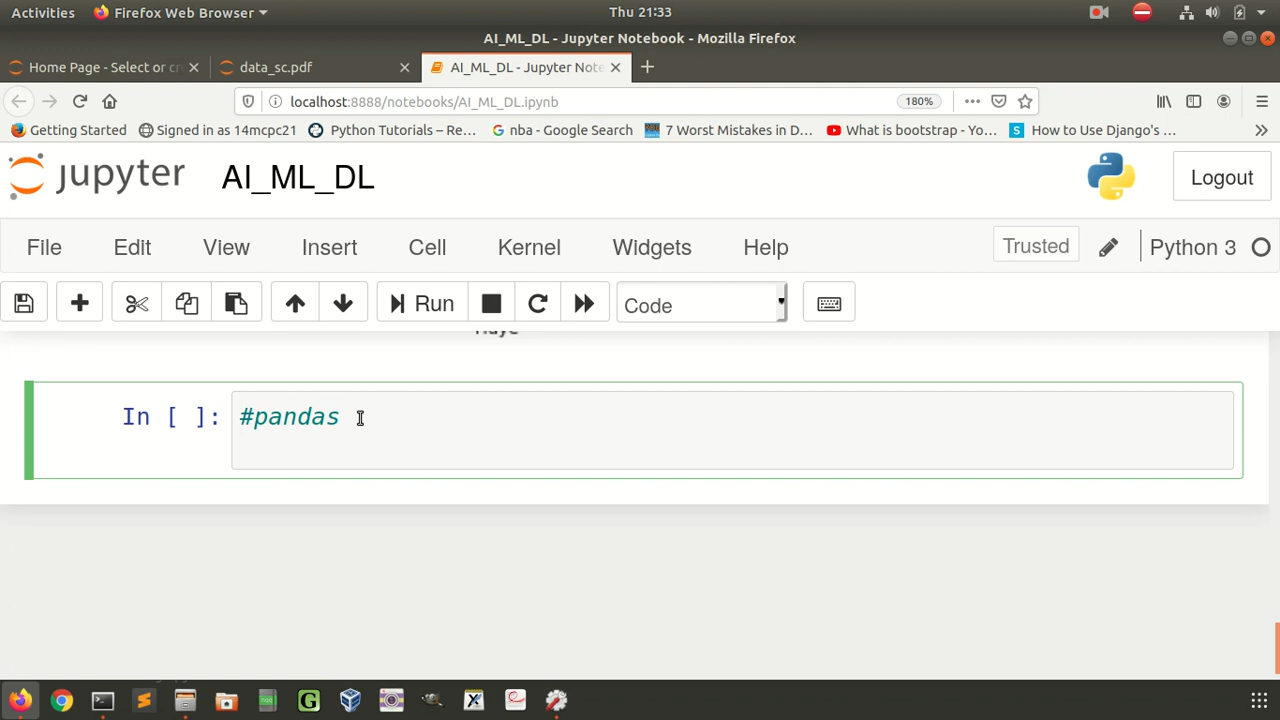 Activities Firefox Web Browser Thu 21:33
AI_ML_DL - Jupyter Notebook - Mozilla Firefox
Home Page - Select or cr data_sc.pdf AI_ML_DL - Jupyter Note
localhost:8888/notebooks/AI_ML_DL.ipynb 180%
Getting Started Signed in as 14mcpc21 Python Tutorials – Re... nba - Google Search 7 Worst Mistakes in D... What is bootstrap - Yo... How to Use Django's ...
jupyter AI_ML_DL Logout
File Edit View Insert Cell Kernel Widgets Help Trusted Python 3
Run Code
In [ ]: #pandas